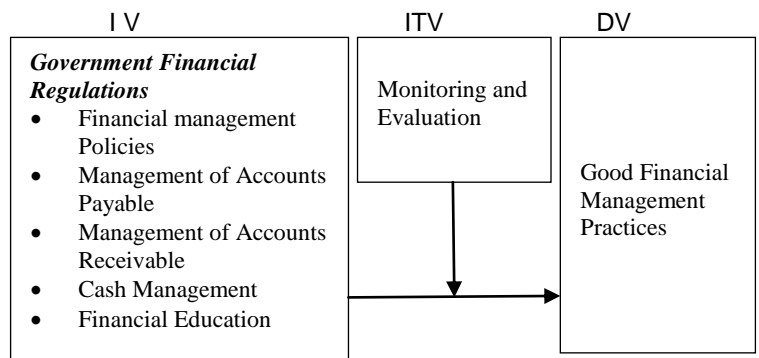 I V
ITV
DV
Government Financial
Regulations
• Financial management
Policies
• Management of Accounts
Payable
• Management of Accounts
Receivable
• Cash Management
• Financial Education
Monitoring and
Evaluation
Good Financial
Management
Practices